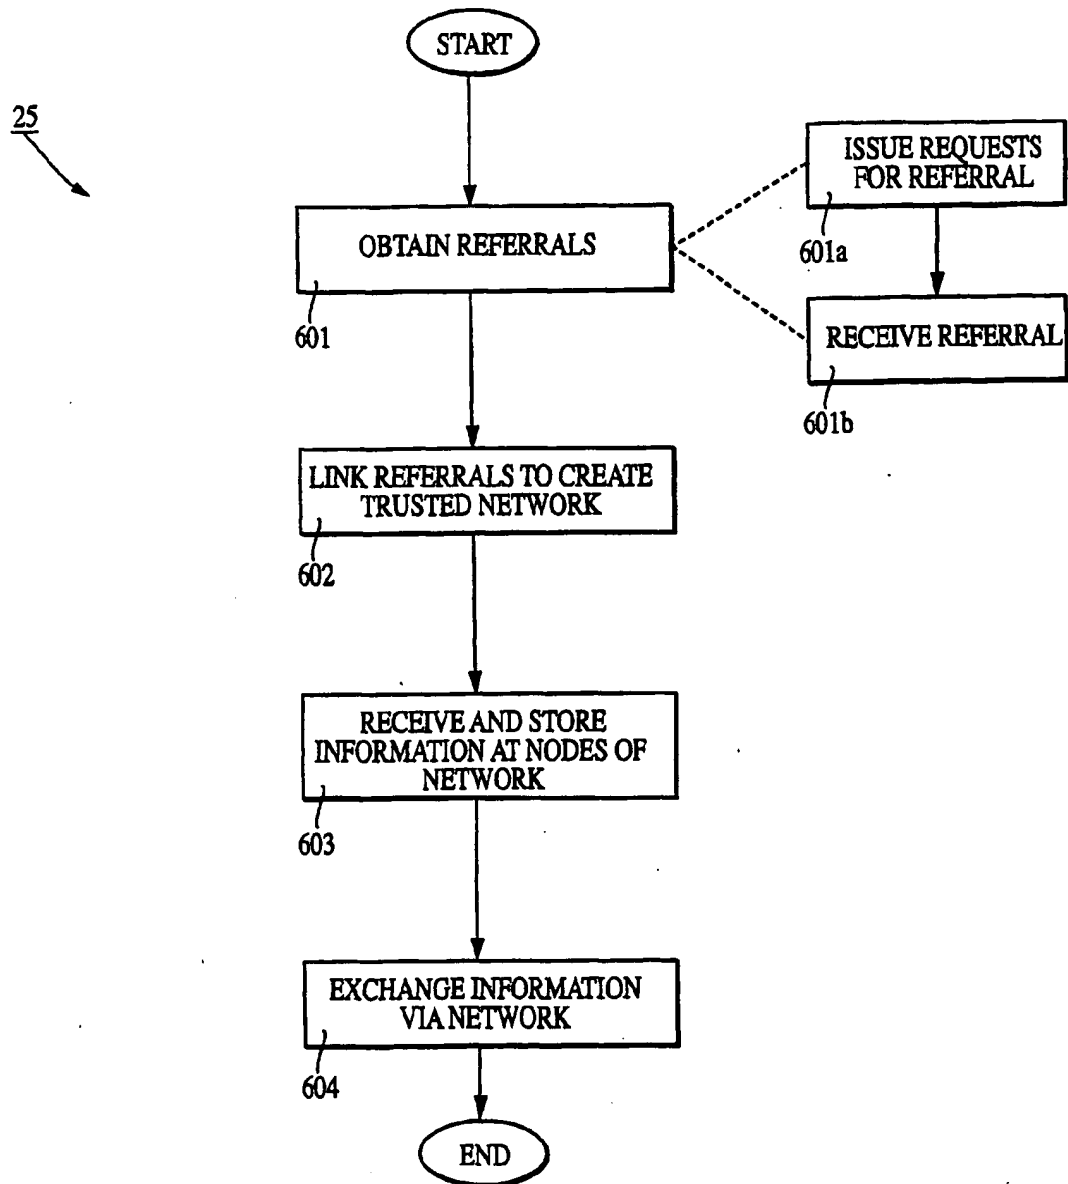 START
25
ISSUE REQUESTS
FOR REFERRAL
601a
OBTAIN REFERRALS
601
RECEIVE REFERRAL
601b
LINK REFERRALS TO CREATE
TRUSTED NETWORK
602
RECEIVE AND STORE
INFORMATION AT NODES OF
NETWORK
603
EXCHANGE INFORMATION
VIA NETWORK
604
END